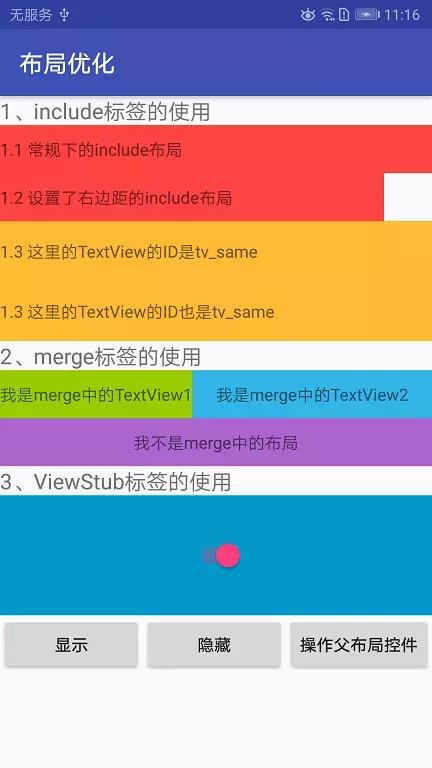 无服务 11:16
布局优化
1、include标签的使用
1.1 常规下的include布局
1.2 设置了右边距的include布局
1.3 这里的TextView的ID是tv_same
1.3 这里的TextView的ID也是tv_same
2、merge标签的使用
我是merge中的TextView1 我是merge中的TextView2
我不是merge中的布局
3、ViewStub标签的使用
显示 隐藏 操作父布局控件